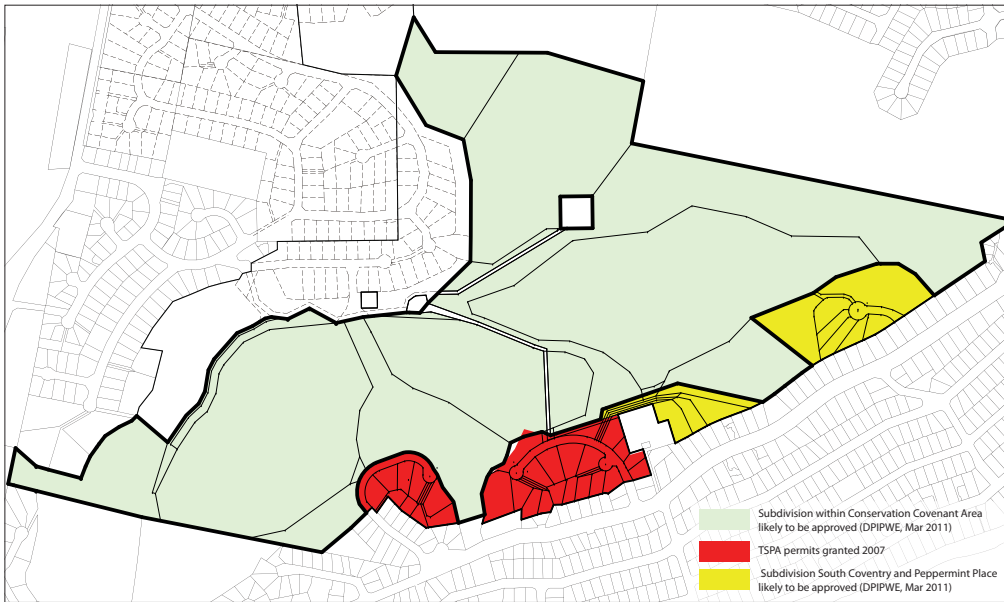 Subdivision within Conservation Covenant Area
likely to be approved (DPIPWE, Mar 2011)
TSPA permits granted 2007
Subdivision South Coventry and Peppermint Place
likely to be approved (DPIPWE, Mar 2011)